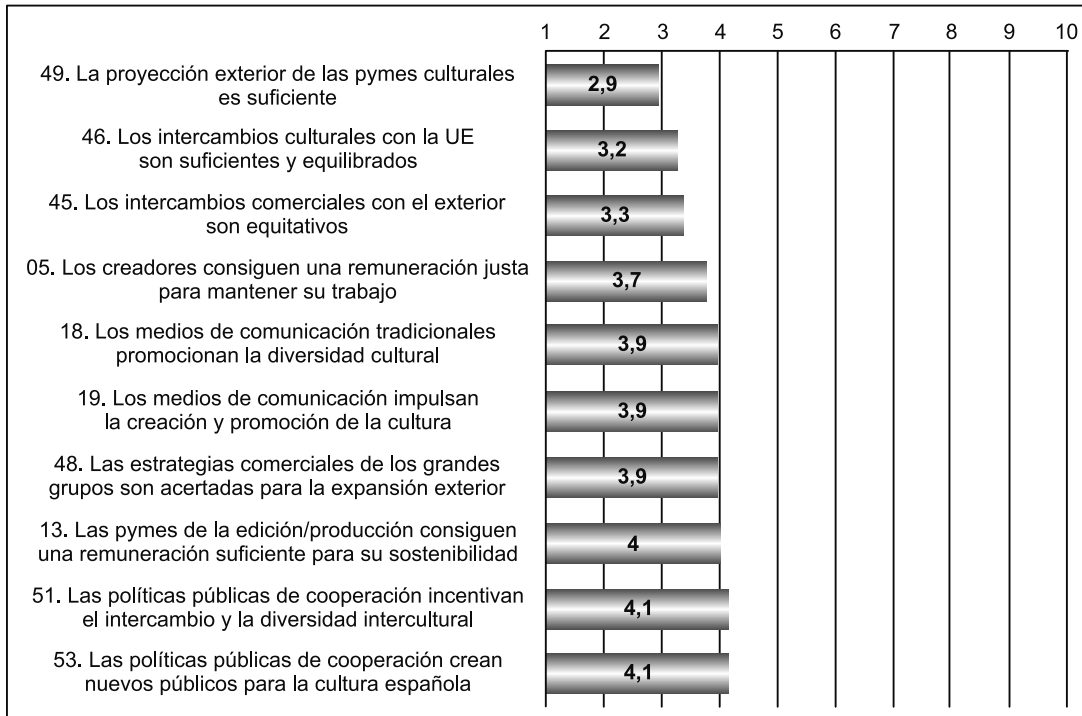 1 2 3 4 5 6 7 8 9 10
49. La proyección exterior de las pymes culturales
es suficiente
2,9
46. Los intercambios culturales con la UE
son suficientes y equilibrados
3,2
45. Los intercambios comerciales con el exterior
son equitativos
3,3
05. Los creadores consiguen una remuneración justa
para mantener su trabajo
3,7
18. Los medios de comunicación tradicionales
promocionan la diversidad cultural
3,9
19. Los medios de comunicación impulsan
la creación y promoción de la cultura
3,9
48. Las estrategias comerciales de los grandes
grupos son acertadas para la expansión exterior
3,9
13. Las pymes de la edición/producción consiguen
una remuneración suficiente para su sostenibilidad
4
51. Las políticas públicas de cooperación incentivan
el intercambio y la diversidad intercultural
4,1
53. Las políticas públicas de cooperación crean
nuevos públicos para la cultura española
4,1